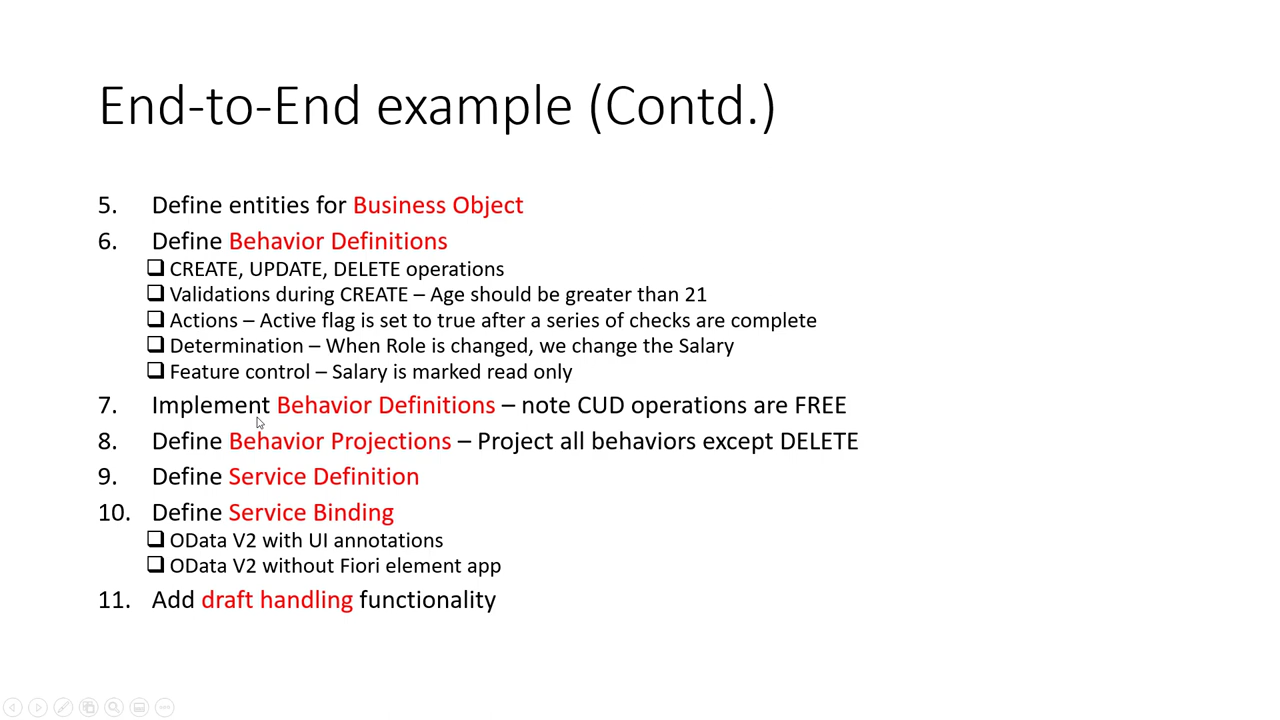 End-to-End example (Contd.)
5. Define entities for Business Object
6. Define Behavior Definitions
❑ CREATE, UPDATE, DELETE operations
❑ Validations during CREATE – Age should be greater than 21
❑ Actions – Active flag is set to true after a series of checks are complete
❑ Determination – When Role is changed, we change the Salary
❑ Feature control – Salary is marked read only
7. Implement Behavior Definitions – note CUD operations are FREE
8. Define Behavior Projections – Project all behaviors except DELETE
9. Define Service Definition
10. Define Service Binding
❑ OData V2 with UI annotations
❑ OData V2 without Fiori element app
11. Add draft handling functionality